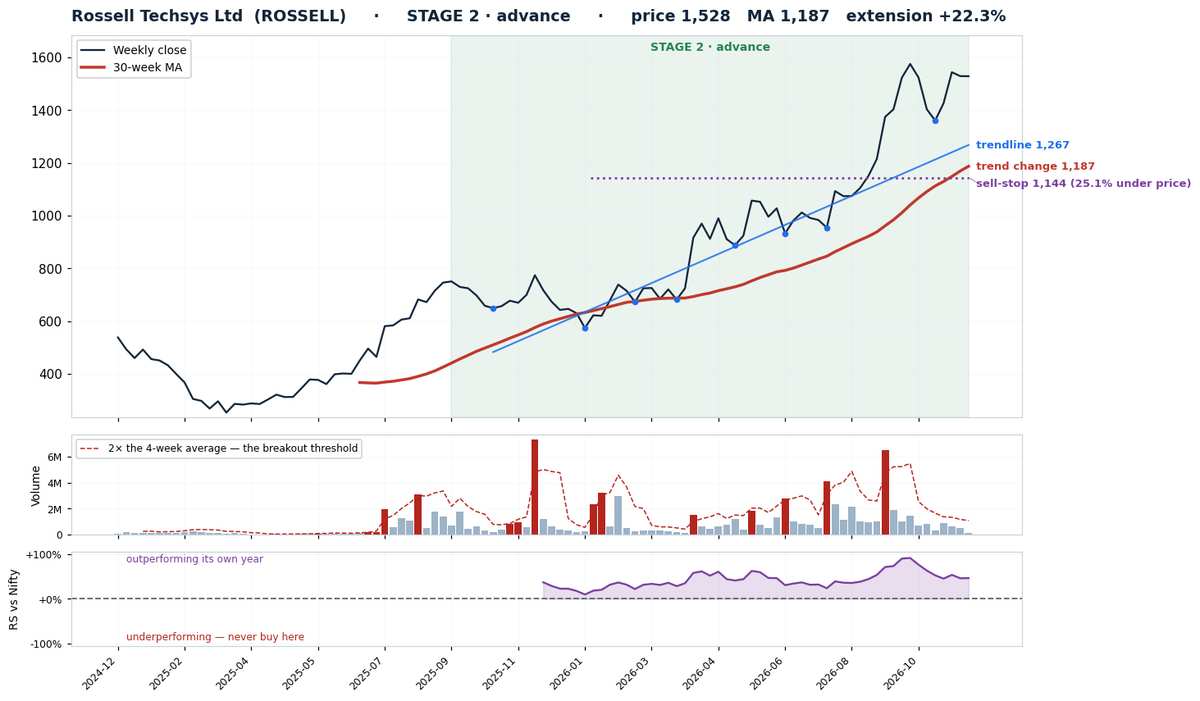 Rossell Techsys Ltd (ROSSELL) · STAGE 2 · advance · price 1,528 MA 1,187 extension +22.3%
Weekly close
30-week MA
STAGE 2 · advance
1600
1400
1200
1000
800
600
400
trendline 1,267
trend change 1,187
sell-stop 1,144 (25.1% under price)
2× the 4-week average — the breakout threshold
Volume
6M
4M
2M
0
RS vs Nifty
+100%
+0%
-100%
outperforming its own year
underperforming — never buy here
2024-12
2025-02
2025-04
2025-05
2025-07
2025-09
2025-11
2026-01
2026-03
2026-04
2026-06
2026-08
2026-10